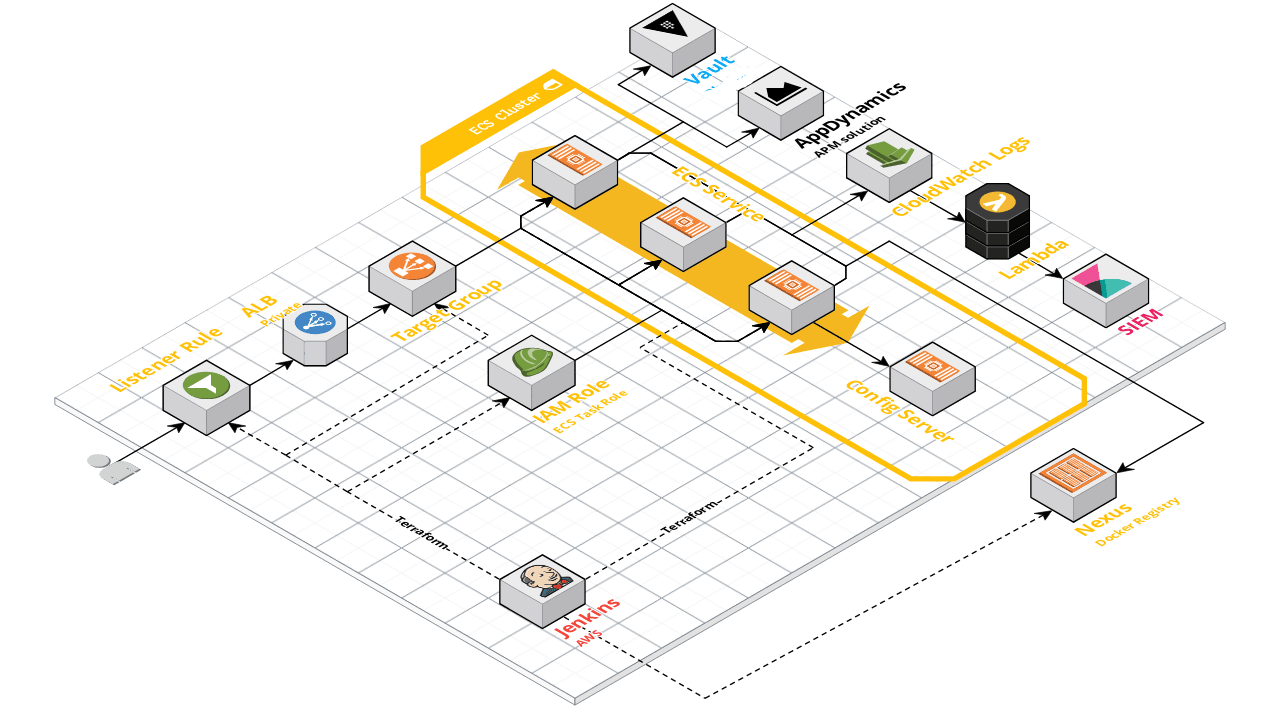 Vault
ECS Cluster
AppDynamics
APM solution
ECS Service
CloudWatch Logs
Lambda
SIEM
Target Group
ALB
Private
Listener Rule
IAM Role
ECS Task Role
Config Server
Nexus
Docker Registry
Terraform
Terraform
Jenkins
AWS